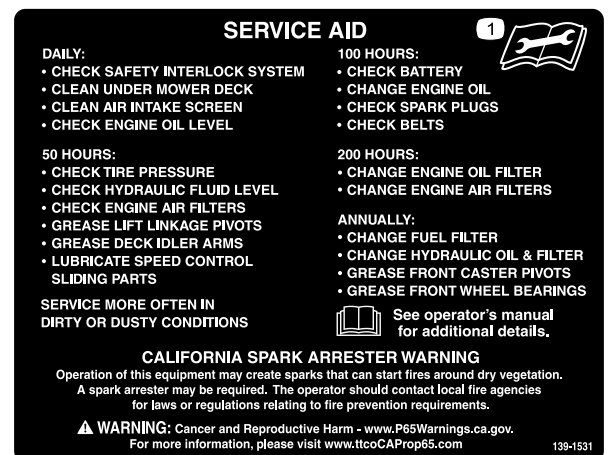 SERVICE AID
1
DAILY:
• CHECK SAFETY INTERLOCK SYSTEM
• CLEAN UNDER MOWER DECK
• CLEAN AIR INTAKE SCREEN
• CHECK ENGINE OIL LEVEL
50 HOURS:
• CHECK TIRE PRESSURE
• CHECK HYDRAULIC FLUID LEVEL
• CHECK ENGINE AIR FILTERS
• GREASE LIFT LINKAGE PIVOTS
• GREASE DECK IDLER ARMS
• LUBRICATE SPEED CONTROL
SLIDING PARTS
SERVICE MORE OFTEN IN
DIRTY OR DUSTY CONDITIONS
100 HOURS:
• CHECK BATTERY
• CHANGE ENGINE OIL
• CHECK SPARK PLUGS
• CHECK BELTS
200 HOURS:
• CHANGE ENGINE OIL FILTER
• CHANGE ENGINE AIR FILTERS
ANNUALLY:
• CHANGE FUEL FILTER
• CHANGE HYDRAULIC OIL & FILTER
• GREASE FRONT CASTER PIVOTS
• GREASE FRONT WHEEL BEARINGS
See operator's manual
for additional details.
CALIFORNIA SPARK ARRESTER WARNING
Operation of this equipment may create sparks that can start fires around dry vegetation.
A spark arrester may be required. The operator should contact local fire agencies
for laws or regulations relating to fire prevention requirements.
WARNING: Cancer and Reproductive Harm - www.P65Warnings.ca.gov.
For more information, please visit www.ttcoCAProp65.com
139-1531